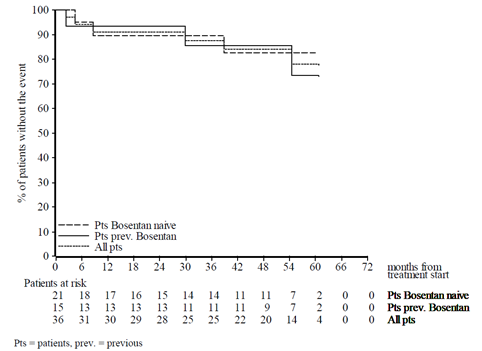 100
90
80
70
60
50
40
30
20
10
0
% of patients without the event
Pts Bosentan naive
Pts prev. Bosentan
All pts
0 6 12 18 24 30 36 42 48 54 60 66 72 months from
treatment start
Patients at risk
21 18 17 16 15 14 14 11 11 7 2 0 0 Pts Bosentan naive
15 13 13 13 13 11 11 11 9 7 2 0 0 Pts prev. Bosentan
36 31 30 29 28 25 25 22 20 14 4 0 0 All pts
Pts = patients, prev. = previous